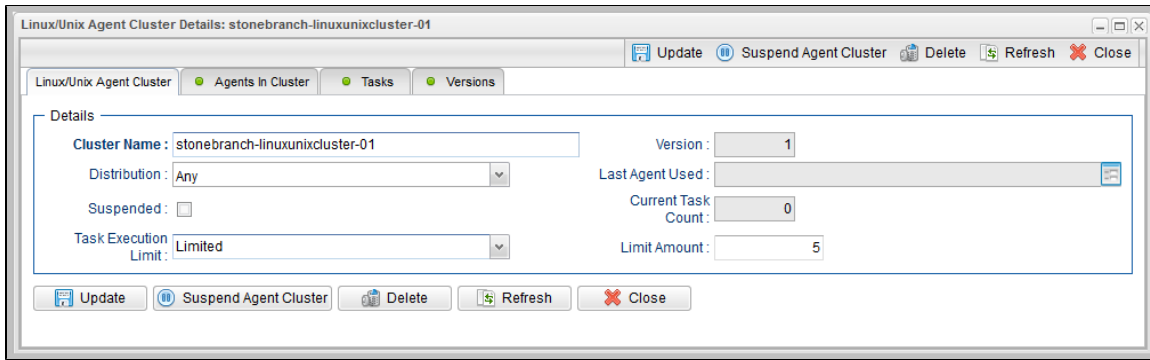 Linux/Unix Agent Cluster Details: stonebranch-linuxunixcluster-01
Update Suspend Agent Cluster Delete Refresh Close
Linux/Unix Agent Cluster Agents In Cluster Tasks Versions
Details
Cluster Name : stonebranch-linuxunixcluster-01 Version : 1
Distribution : Any Last Agent Used :
Suspended : Current Task Count : 0
Task Execution Limit : Limited Limit Amount : 5
Update Suspend Agent Cluster Delete Refresh Close